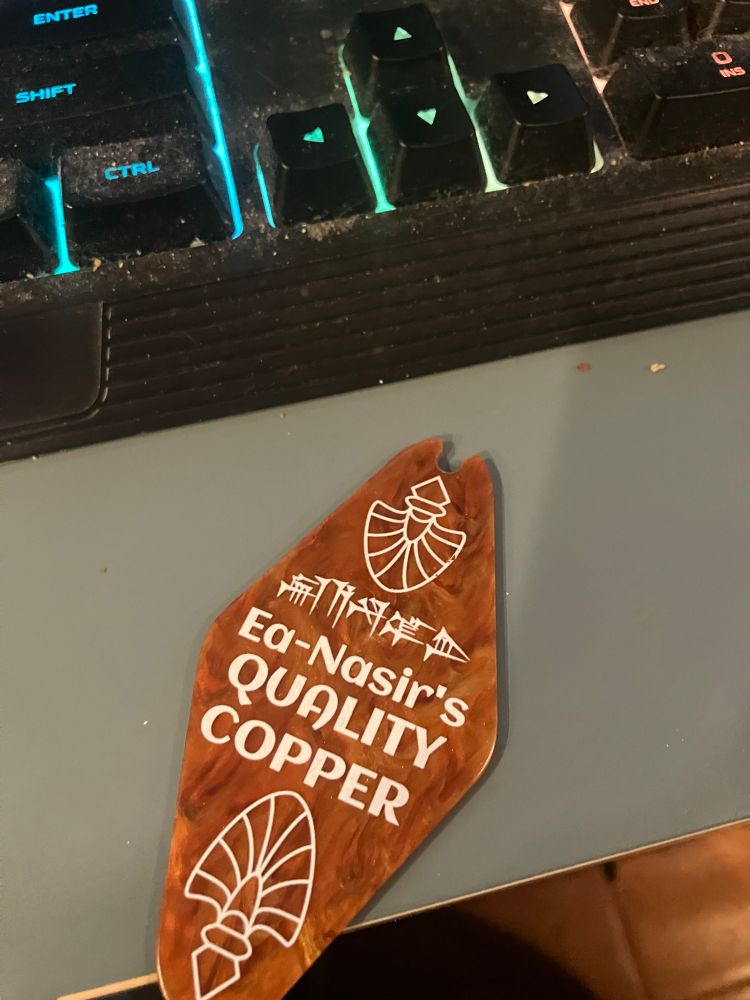 ENTER
SHIFT
CTRL
END
0
INS
Ea-Nasir's
QUALITY
COPPER